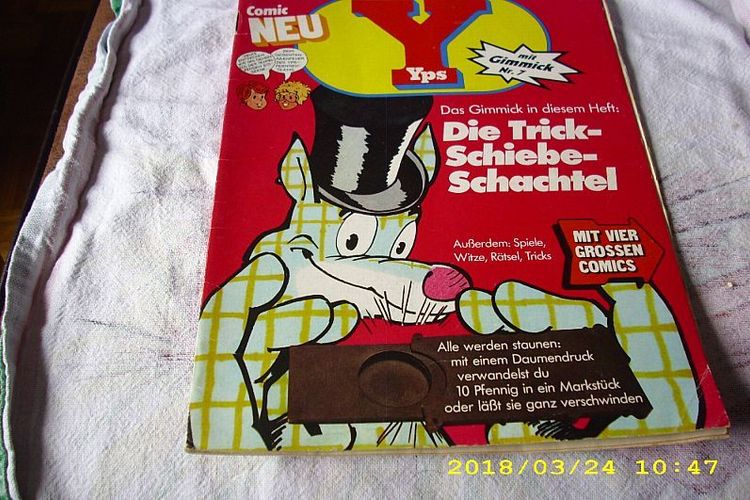 Comic
NEU
Y
Yps
mit
Gimmick
Nr. 7
Das Gimmick in diesem Heft:
Die Trick-
Schiebe-
Schachtel
Außerdem: Spiele,
Witze, Rätsel, Tricks
MIT VIER
GROSSEN
COMICS
Alle werden staunen:
mit einem Daumendruck
verwandelst du
10 Pfennig in ein Markstück
oder läßt sie ganz verschwinden
2018/03/24 10:47